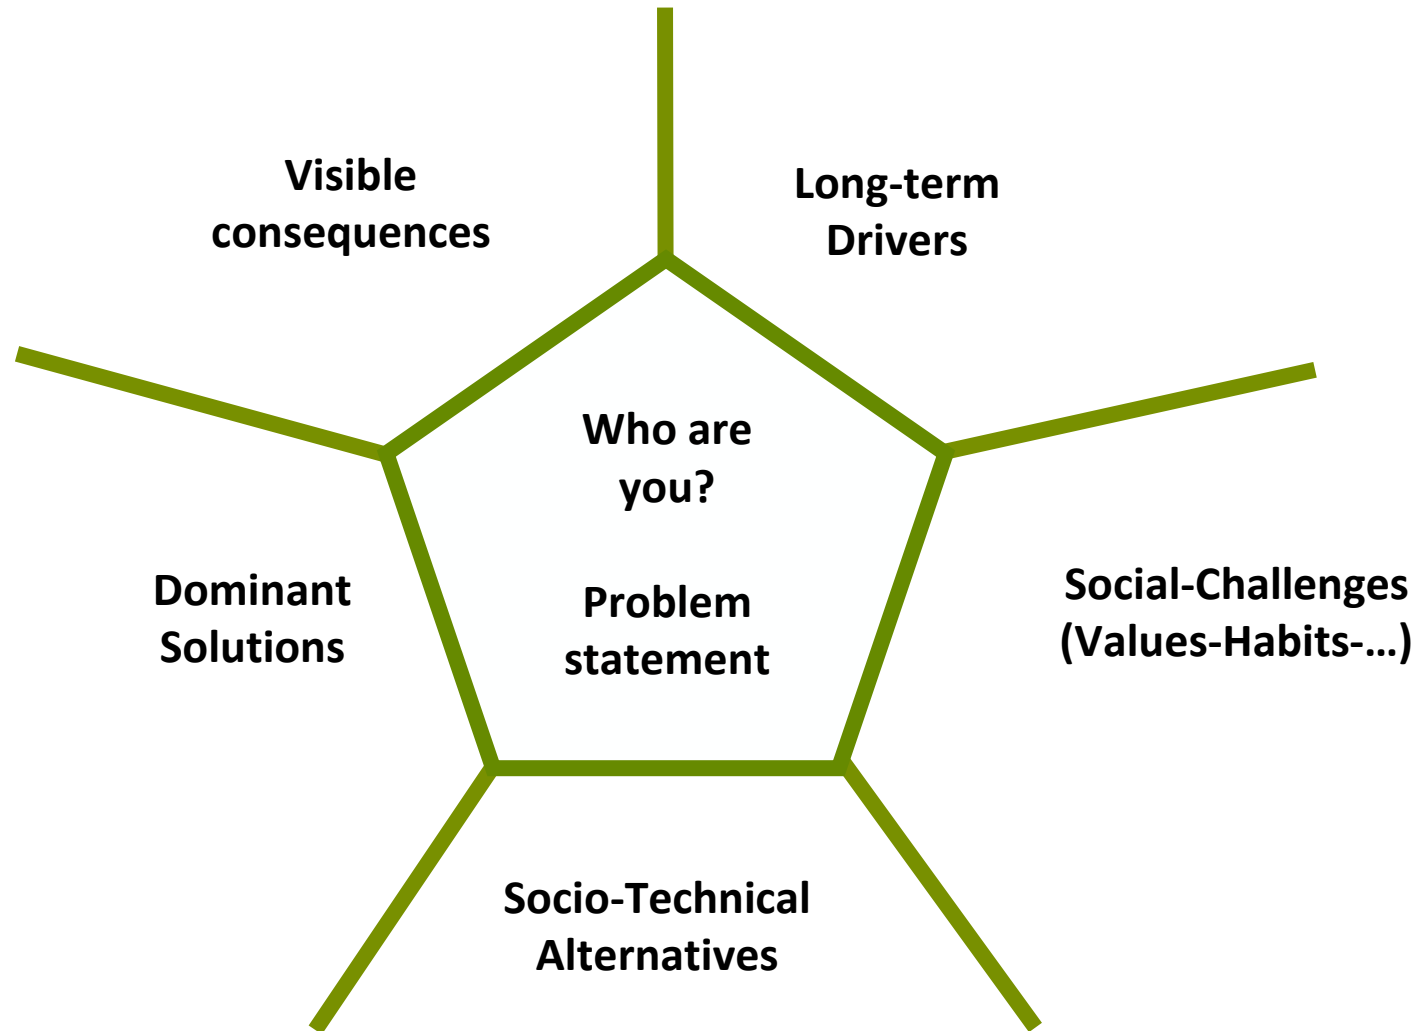 Visible
consequences
Long-term
Drivers
Who are
you?
Problem
statement
Dominant
Solutions
Social-Challenges
(Values-Habits-…)
Socio-Technical
Alternatives